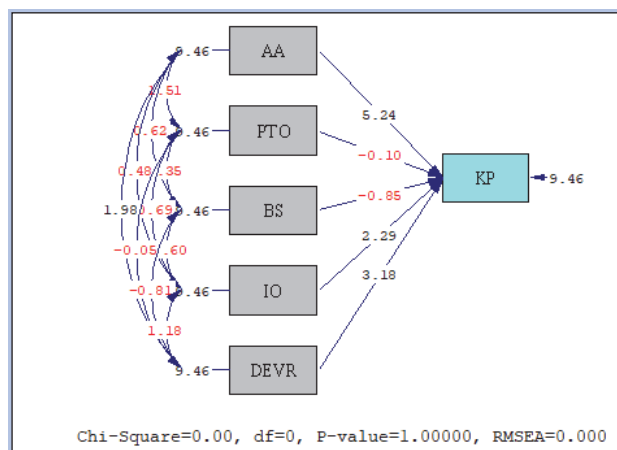 9.46 AA
1.51 5.24
0.62 9.46 PTO -0.10
0.48 .35 KP 9.46
1.98 0.69 9.46 BS -0.85
-0.05 .60 2.29
-0.81 9.46 IO 3.18
1.18
9.46 DEVR
Chi-Square=0.00, df=0, P-value=1.00000, RMSEA=0.000